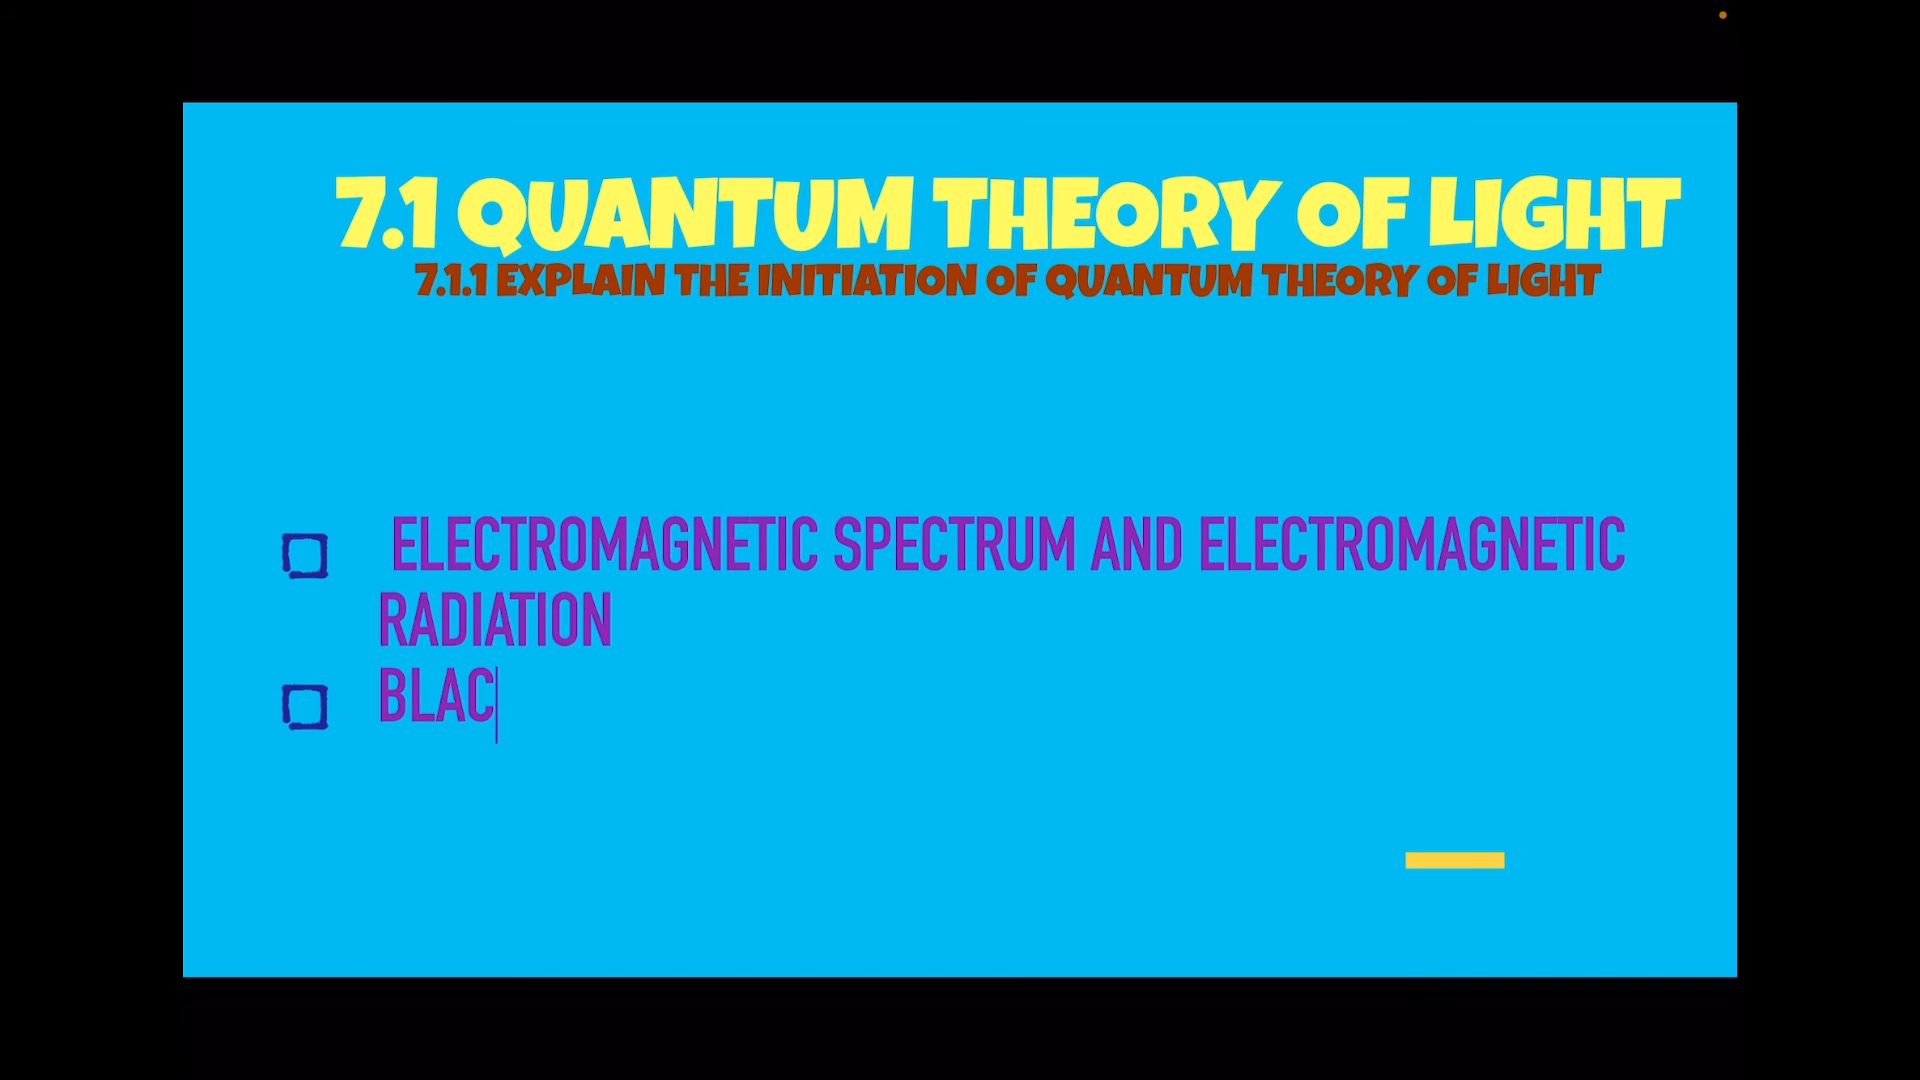 7.1 QUANTUM THEORY OF LIGHT
7.1.1 EXPLAIN THE INITIATION OF QUANTUM THEORY OF LIGHT
ELECTROMAGNETIC SPECTRUM AND ELECTROMAGNETIC
RADIATION
BLAC